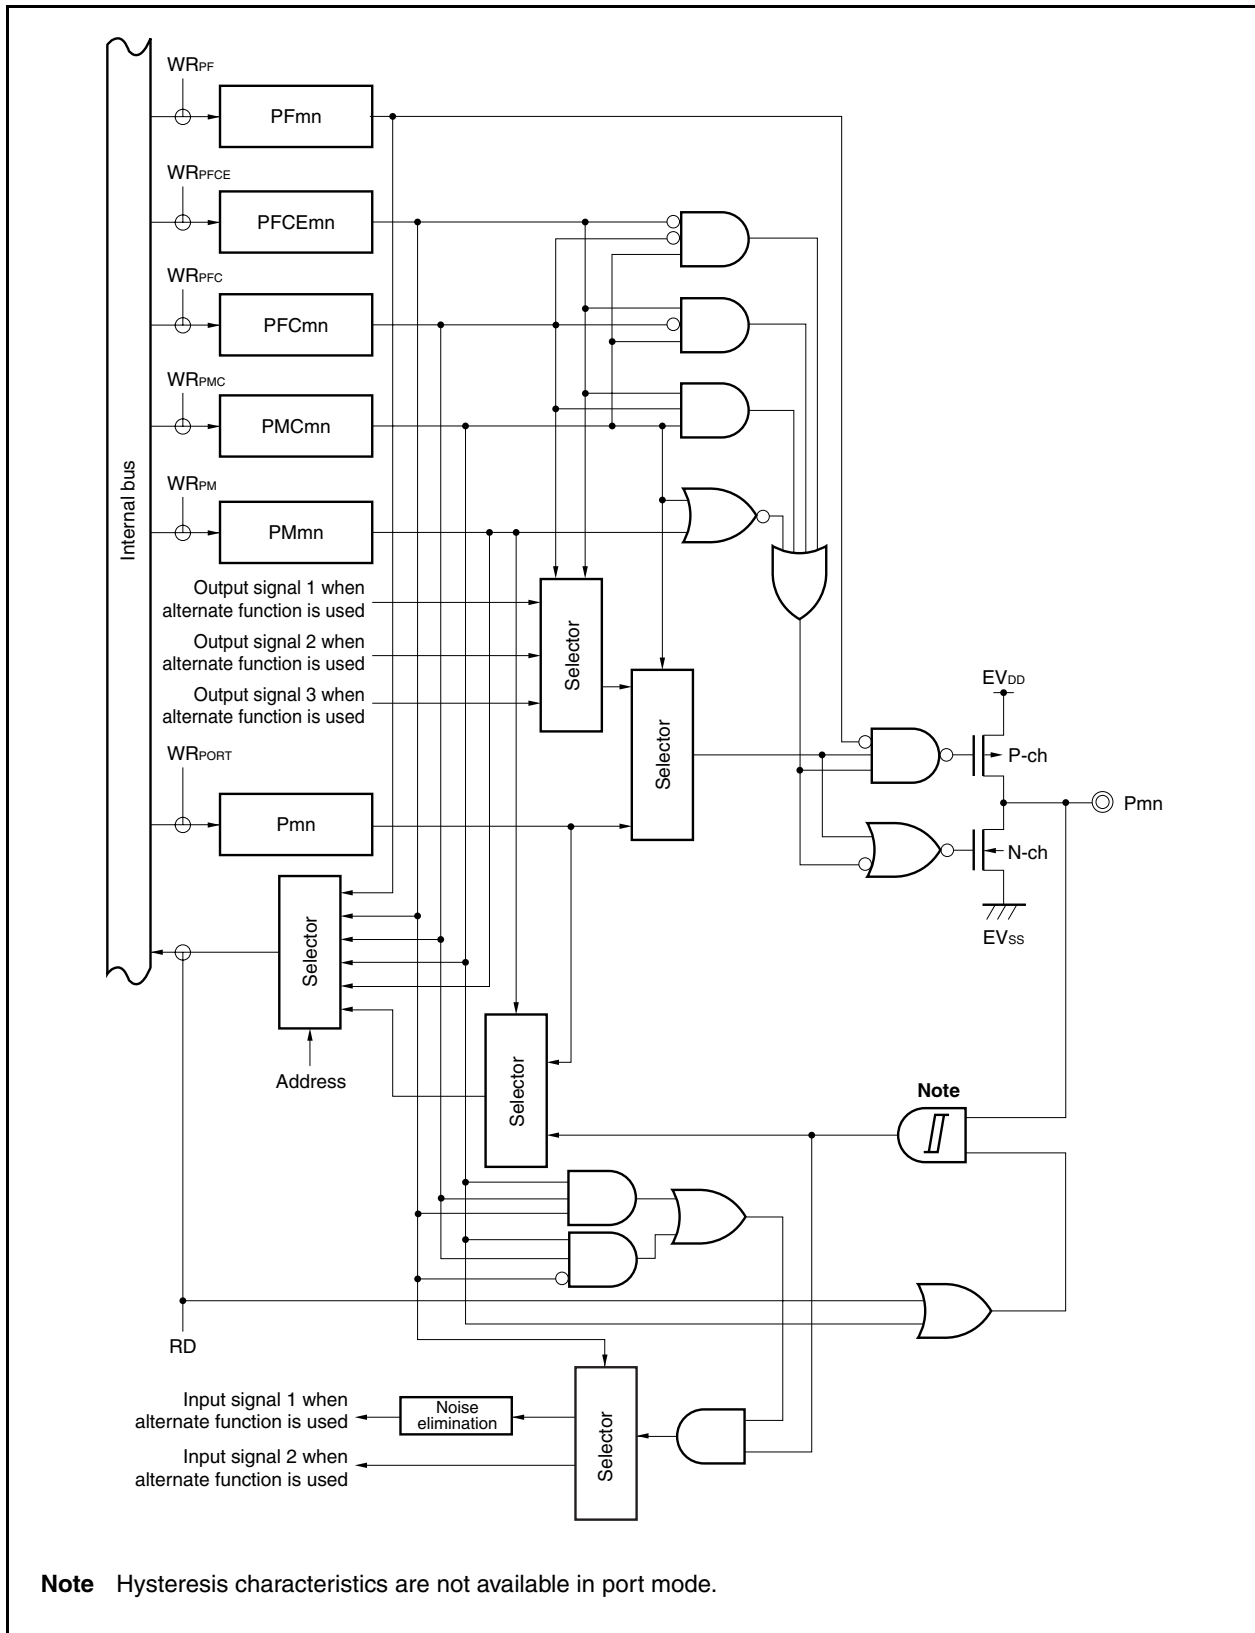 WRPF
PFmn
WRPFCE
PFCEmn
WRPFC
PFCmn
WRPMC
PMCmn
Internal bus
WRPM
PMmn
Output signal 1 when
alternate function is used
Output signal 2 when
alternate function is used
Output signal 3 when
alternate function is used
Selector
Selector
EVDD
P-ch
WRPORT
Pmn
Pmn
N-ch
EVSS
Selector
Address
Selector
Note
RD
Input signal 1 when
alternate function is used
Noise
elimination
Selector
Input signal 2 when
alternate function is used
Note Hysteresis characteristics are not available in port mode.